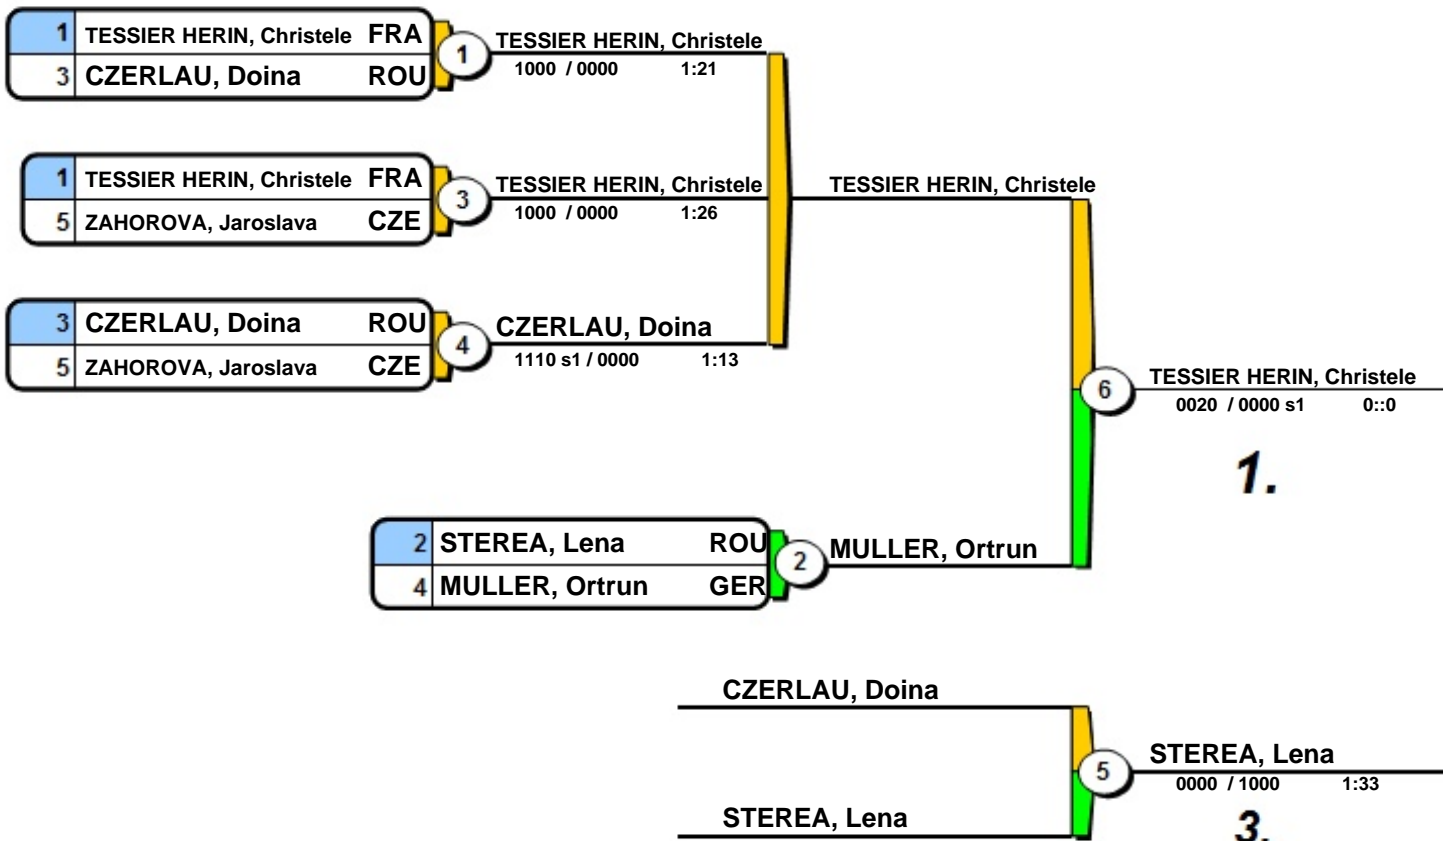 1 TESSIER HERIN, Christele FRA
3 CZERLAU, Doina ROU
1
TESSIER HERIN, Christele
1000 / 0000 1:21
1 TESSIER HERIN, Christele FRA
5 ZAHOROVA, Jaroslava CZE
3
TESSIER HERIN, Christele
1000 / 0000 1:26
TESSIER HERIN, Christele
3 CZERLAU, Doina ROU
5 ZAHOROVA, Jaroslava CZE
4
CZERLAU, Doina
1110 s1 / 0000 1:13
6
TESSIER HERIN, Christele
0020 / 0000 s1 0::0
1.
2 STEREA, Lena ROU
4 MULLER, Ortrun GER
2
MULLER, Ortrun
CZERLAU, Doina
5
STEREA, Lena
0000 / 1000 1:33
STEREA, Lena
3.